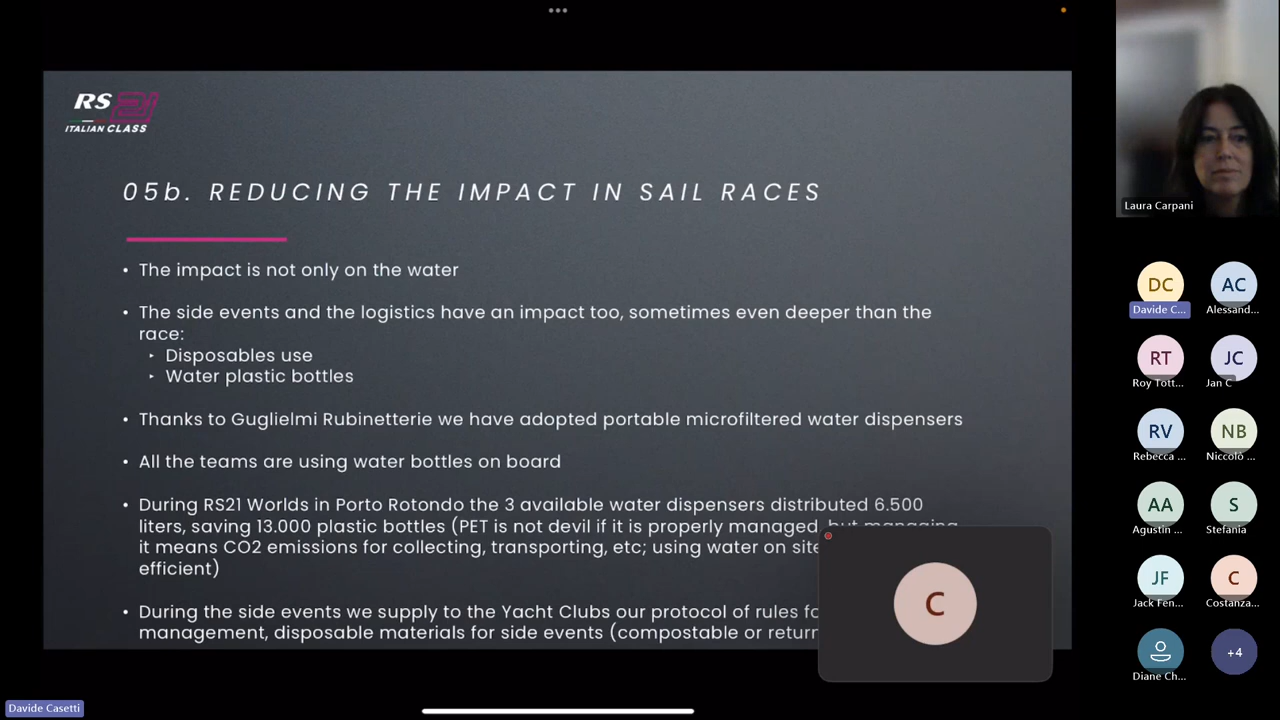 RS 21
ITALIAN CLASS
05b. REDUCING THE IMPACT IN SAIL RACES
• The impact is not only on the water
• The side events and the logistics have an impact too, sometimes even deeper than the
race:
‣ Disposables use
‣ Water plastic bottles
• Thanks to Guglielmi Rubinetterie we have adopted portable microfiltered water dispensers
• All the teams are using water bottles on board
• During RS21 Worlds in Porto Rotondo the 3 available water dispensers distributed 6.500
liters, saving 13.000 plastic bottles (PET is not devil if it is properly managed, but managing
it means CO2 emissions for collecting, transporting, etc; using water on site
efficient)
• During the side events we supply to the Yacht Clubs our protocol of rules
management, disposable materials for side events (compostable or
C
Davide Casetti
Laura Carpani
DC
Davide C...
AC
Alessand...
RT
Roy Tött...
JC
Jan C
RV
Rebecca ...
NB
Niccolò ...
AA
Agustin ...
S
Stefania
JF
Jack Fen...
C
Costanza...
Diane Ch...
+4